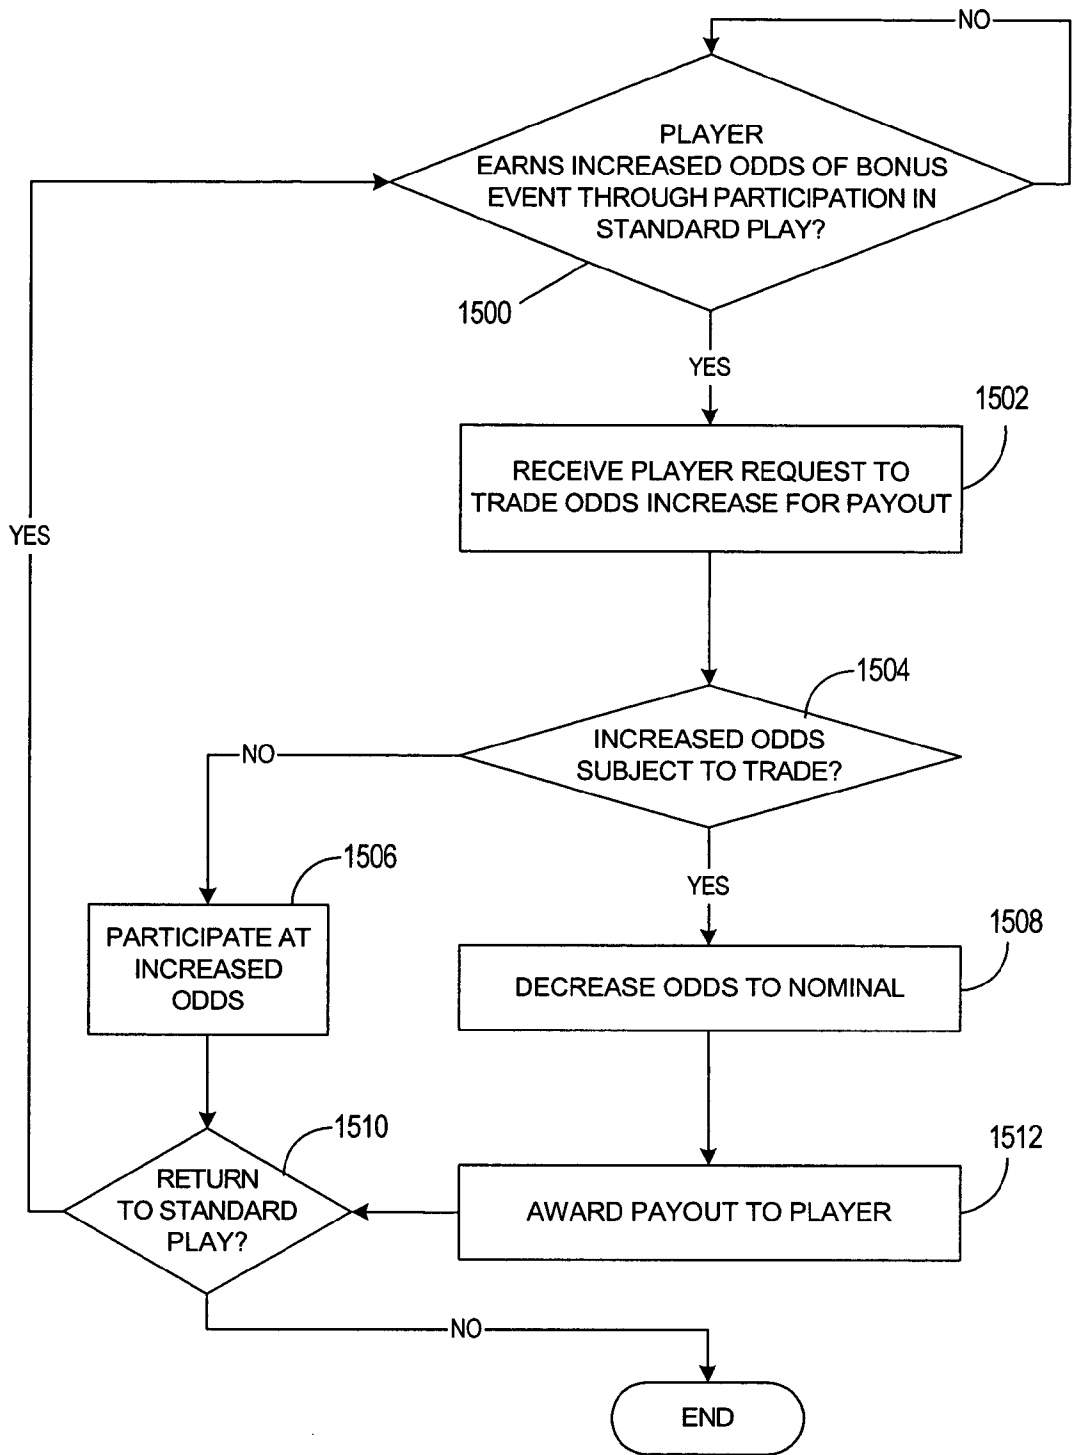 NO
PLAYER
EARNS INCREASED ODDS OF BONUS
EVENT THROUGH PARTICIPATION IN
STANDARD PLAY?
1500
YES
1502
RECEIVE PLAYER REQUEST TO
TRADE ODDS INCREASE FOR PAYOUT
YES
1504
INCREASED ODDS
SUBJECT TO TRADE?
NO
1506
YES
PARTICIPATE AT
INCREASED
ODDS
1508
DECREASE ODDS TO NOMINAL
1510
RETURN
TO STANDARD
PLAY?
1512
AWARD PAYOUT TO PLAYER
NO
END